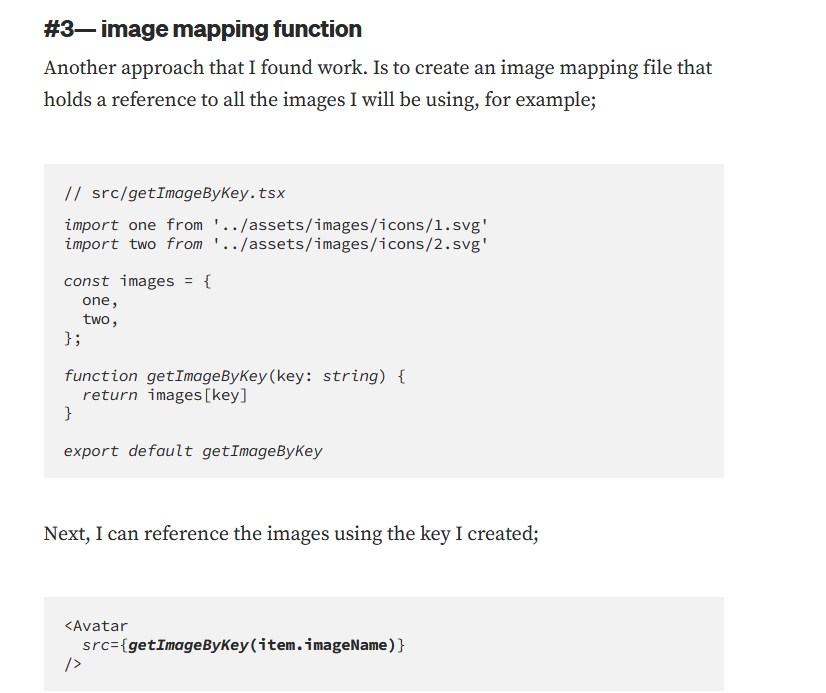 #3— image mapping function
Another approach that I found work. Is to create an image mapping file that
holds a reference to all the images I will be using, for example;
// src/getImageByKey.tsx
import one from '../assets/images/icons/1.svg'
import two from '../assets/images/icons/2.svg'
const images = {
  one,
  two,
};
function getImageByKey(key: string) {
  return images[key]
}
export default getImageByKey
Next, I can reference the images using the key I created;
<Avatar
  src={getImageByKey(item.imageName)}
/>